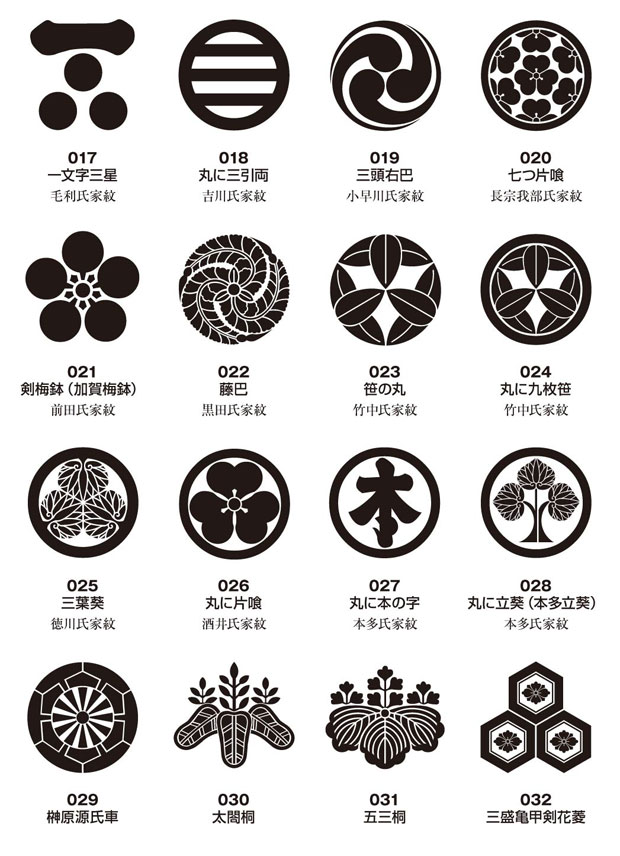 017
一文字三星
毛利氏家紋
018
丸に三引両
吉川氏家紋
019
三頭右巴
小早川氏家紋
020
七つ片喰
長宗我部氏家紋
021
剣梅鉢（加賀梅鉢）
前田氏家紋
022
藤巴
黒田氏家紋
023
笹の丸
竹中氏家紋
024
丸に九枚笹
竹中氏家紋
025
三葉葵
徳川氏家紋
026
丸に片喰
酒井氏家紋
本
027
丸に本の字
本多氏家紋
028
丸に立葵（本多立葵）
本多氏家紋
029
榊原源氏車
030
太閤桐
031
五三桐
032
三盛亀甲剣花菱